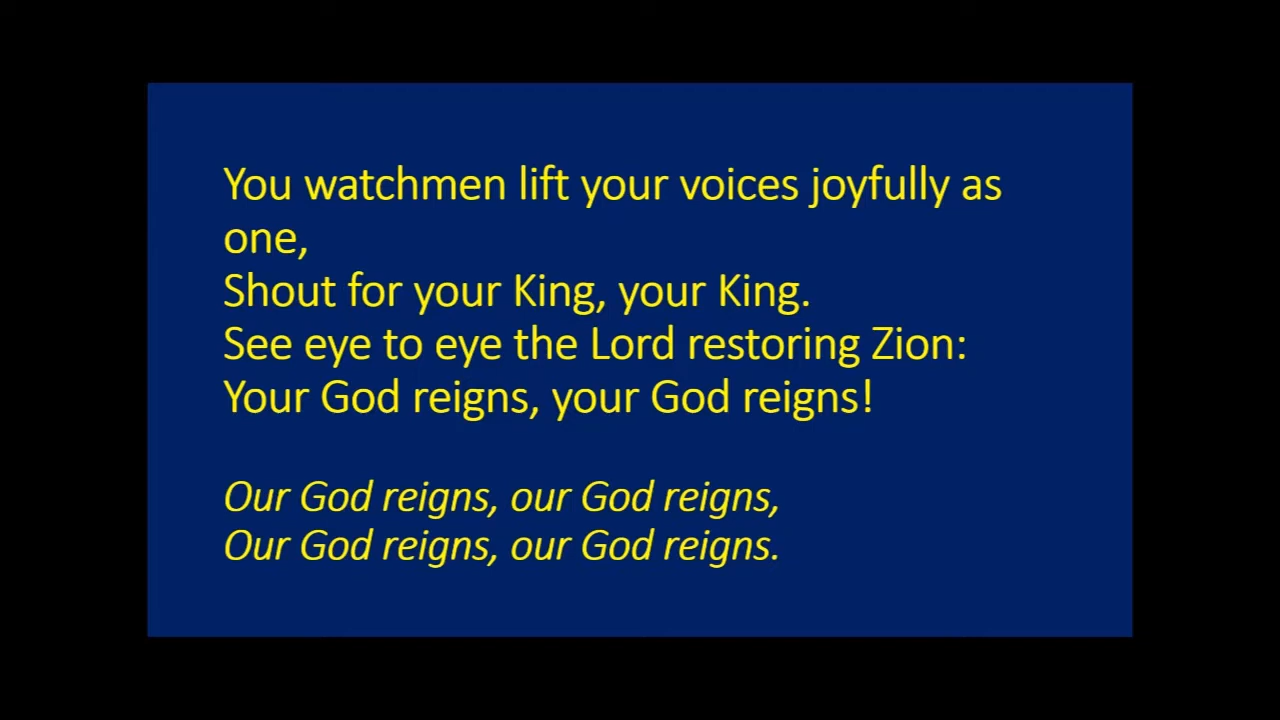 You watchmen lift your voices joyfully as
one,
Shout for your King, your King.
See eye to eye the Lord restoring Zion:
Your God reigns, your God reigns!
Our God reigns, our God reigns,
Our God reigns, our God reigns.